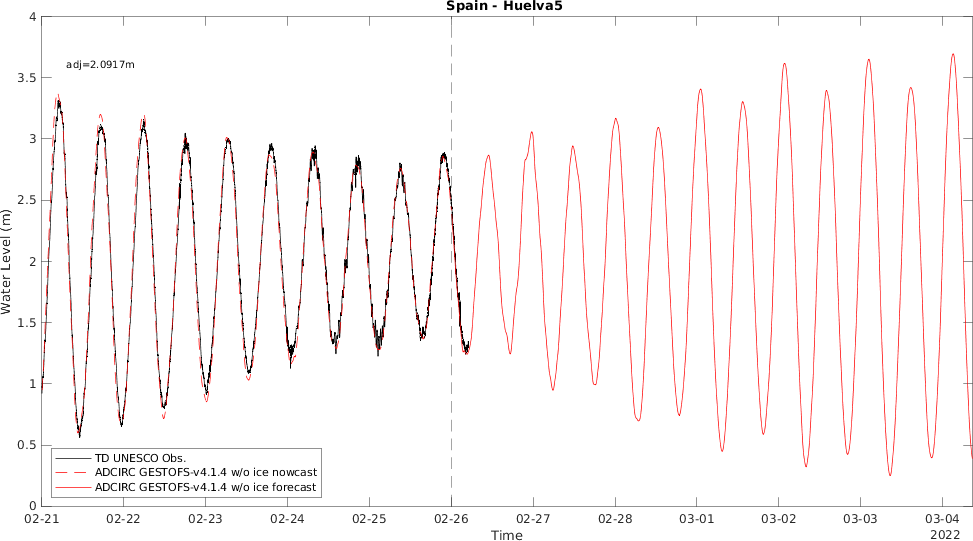 Spain - Huelva5
adj=2.0917m
4
3.5
3
2.5
2
1.5
1
0.5
0
Water Level (m)
TD UNESCO Obs.
ADCIRC GESTOFS-v4.1.4 w/o ice nowcast
ADCIRC GESTOFS-v4.1.4 w/o ice forecast
02-21 02-22 02-23 02-24 02-25 02-26 02-27 02-28 03-01 03-02 03-03 03-04
Time
2022